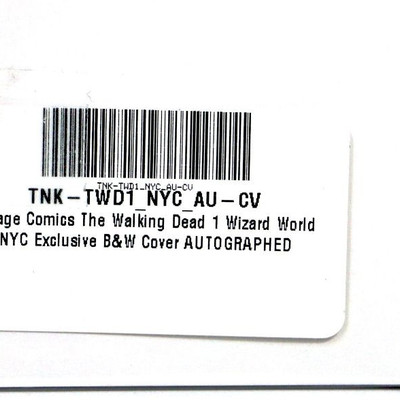 TNK-TWD1_NYC_AU-CV
TNK-TWD1_NYC_AU-CV
age Comics The Walking Dead 1 Wizard World
NYC Exclusive B&W Cover AUTOGRAPHED